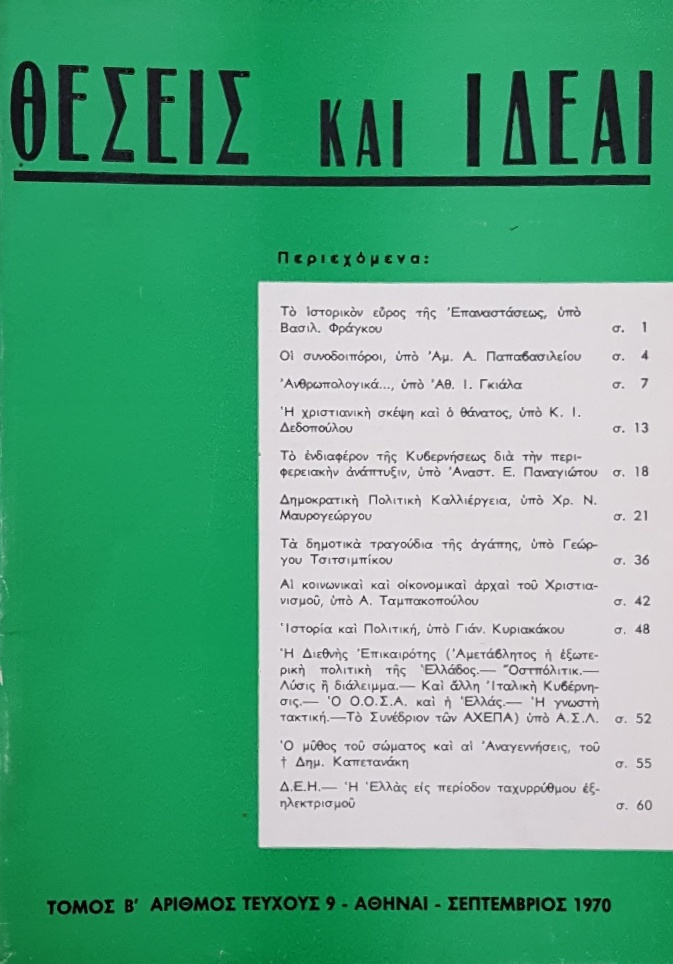 ΘΕΣΕΙΣ ΚΑΙ ΙΔΕΑΙ
Περιεχόμενα:
Τὸ ἱστορικὸν εὖρος τῆς Ἐπαναστάσεως, ὑπὸ
Βασιλ. Φράγκου σ. 1
Οἱ συνοδοιπόροι, ὑπὸ Ἀμ. Α. Παπαβασιλείου σ. 4
Ἀνθρωπολογικά..., ὑπὸ Ἀθ. Ι. Γκιάλα σ. 7
Ἡ χριστιανικὴ σκέψη καὶ ὁ θάνατος, ὑπὸ Κ. Ι.
Δεδοπούλου σ. 13
Τὸ ἐνδιαφέρον τῆς Κυβερνήσεως διὰ τὴν περι-
φερειακὴν ἀνάπτυξιν, ὑπὸ Ἀναστ. Ε. Παναγιώτου σ. 18
Δημοκρατικὴ Πολιτικὴ Καλλιέργεια, ὑπὸ Χρ. Ν.
Μαυρογεώργου σ. 21
Τὰ δημοτικὰ τραγούδια τῆς ἀγάπης, ὑπὸ Γεώρ-
γου Τσιτσιμπίκου σ. 36
Αἱ κοινωνικαὶ καὶ οἰκονομικαὶ ἀρχαὶ τοῦ Χριστια-
νισμοῦ, ὑπὸ Α. Ταμπακοπούλου σ. 42
Ἱστορία καὶ Πολιτική, ὑπὸ Γιάν. Κυριακάκου σ. 48
Ἡ Διεθνὴς Ἐπικαιρότης (Ἀμετάβλητος ἡ ἐξωτε-
ρικὴ πολιτικὴ τῆς Ἑλλάδος.— Ὄστπόλιτικ.—
Λύσις ἢ διάλειμμα.— Καὶ ἄλλη Ἰταλικὴ Κυβέρνη-
σις.— Ὁ Ο.Ο.Σ.Α. καὶ ἡ Ἑλλάς.— Ἡ γνωστὴ
τακτική.—Τὸ Συνέδριον τῶν ΑΧΕΠΑ) ὑπὸ Α.Σ.Λ. σ. 52
Ὁ μῦθος τοῦ σώματος καὶ αἱ Ἀναγεννήσεις, τοῦ
† Δημ. Καπετανάκη σ. 55
Δ.Ε.Η.— Ἡ Ἑλλὰς εἰς περίοδον ταχυρρύθμου ἐξ-
ηλεκτρισμοῦ σ. 60
ΤΟΜΟΣ Β' ΑΡΙΘΜΟΣ ΤΕΥΧΟΥΣ 9 - ΑΘΗΝΑΙ - ΣΕΠΤΕΜΒΡΙΟΣ 1970